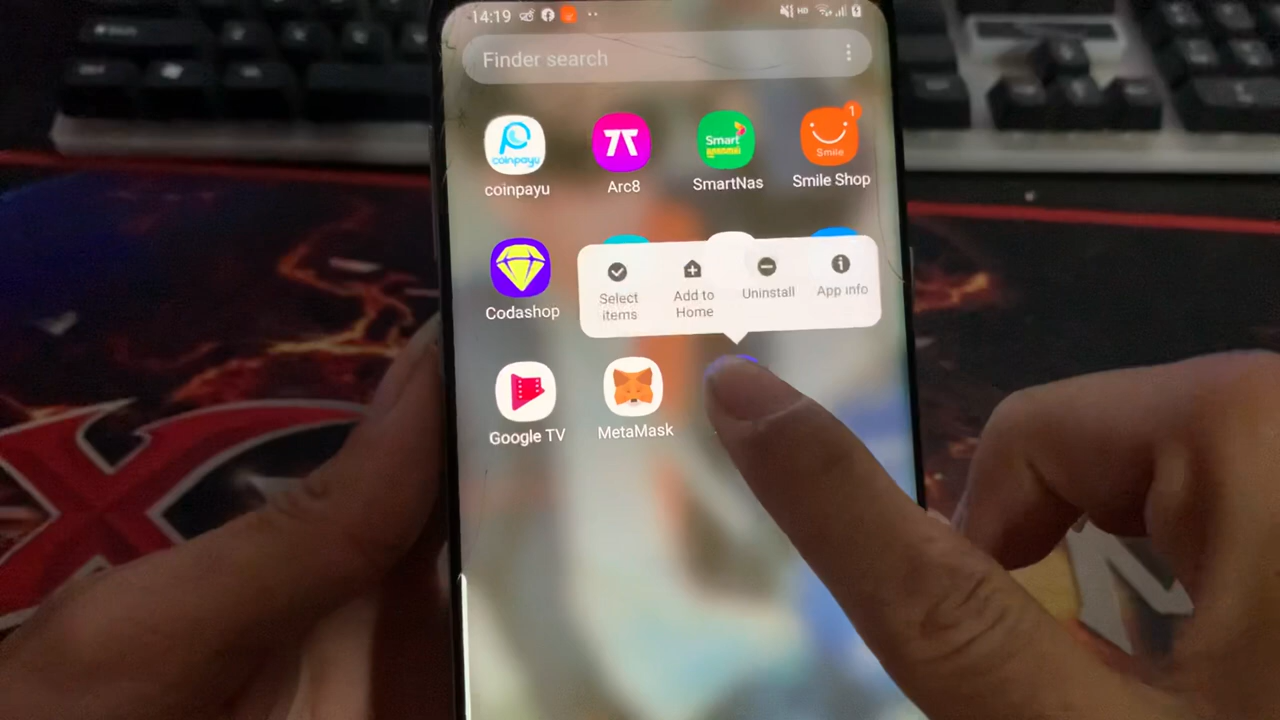 14:19
Finder search
coinpayu
Smart
Smile
1
coinpayu
Arc8
SmartNas
Smile Shop
Select items
Add to Home
Uninstall
App info
Codashop
Google TV
MetaMask
X